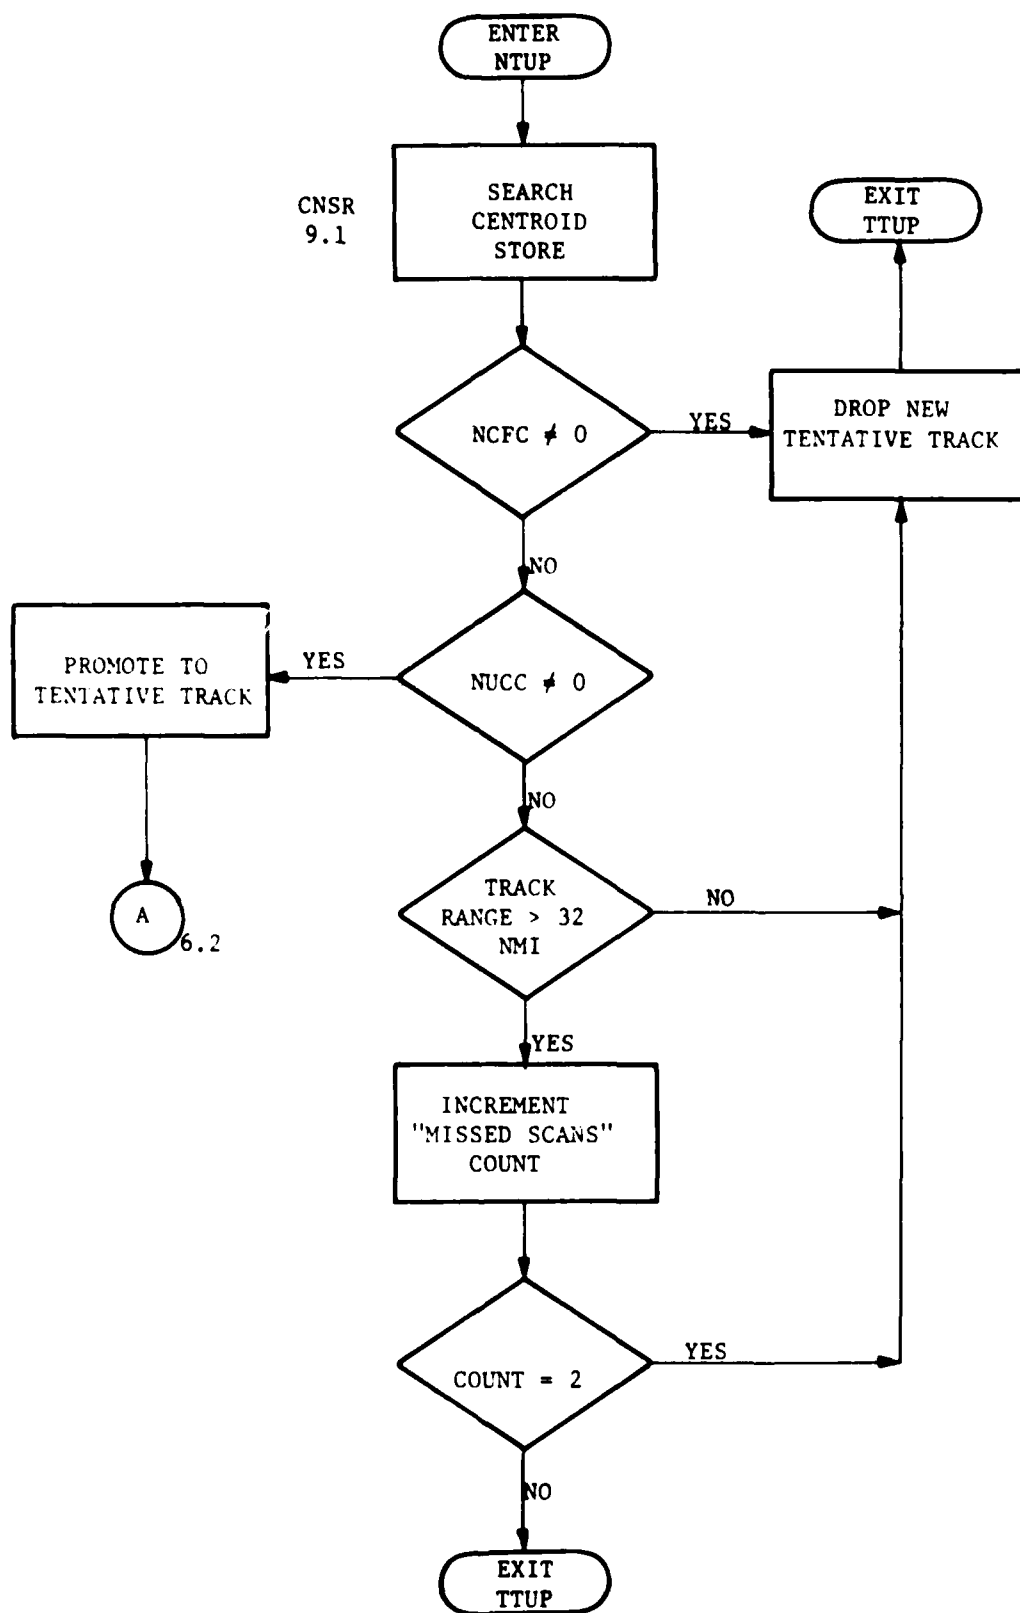 ENTER
NTUP
CNSR
9.1
SEARCH
CENTROID
STORE
EXIT
TTUP
NCFC ≠ 0
YES
DROP NEW
TENTATIVE TRACK
NO
NUCC ≠ 0
YES
PROMOTE TO
TENTATIVE TRACK
A
6.2
NO
TRACK
RANGE > 32
NMI
NO
YES
INCREMENT
"MISSED SCANS"
COUNT
COUNT = 2
YES
NO
EXIT
TTUP